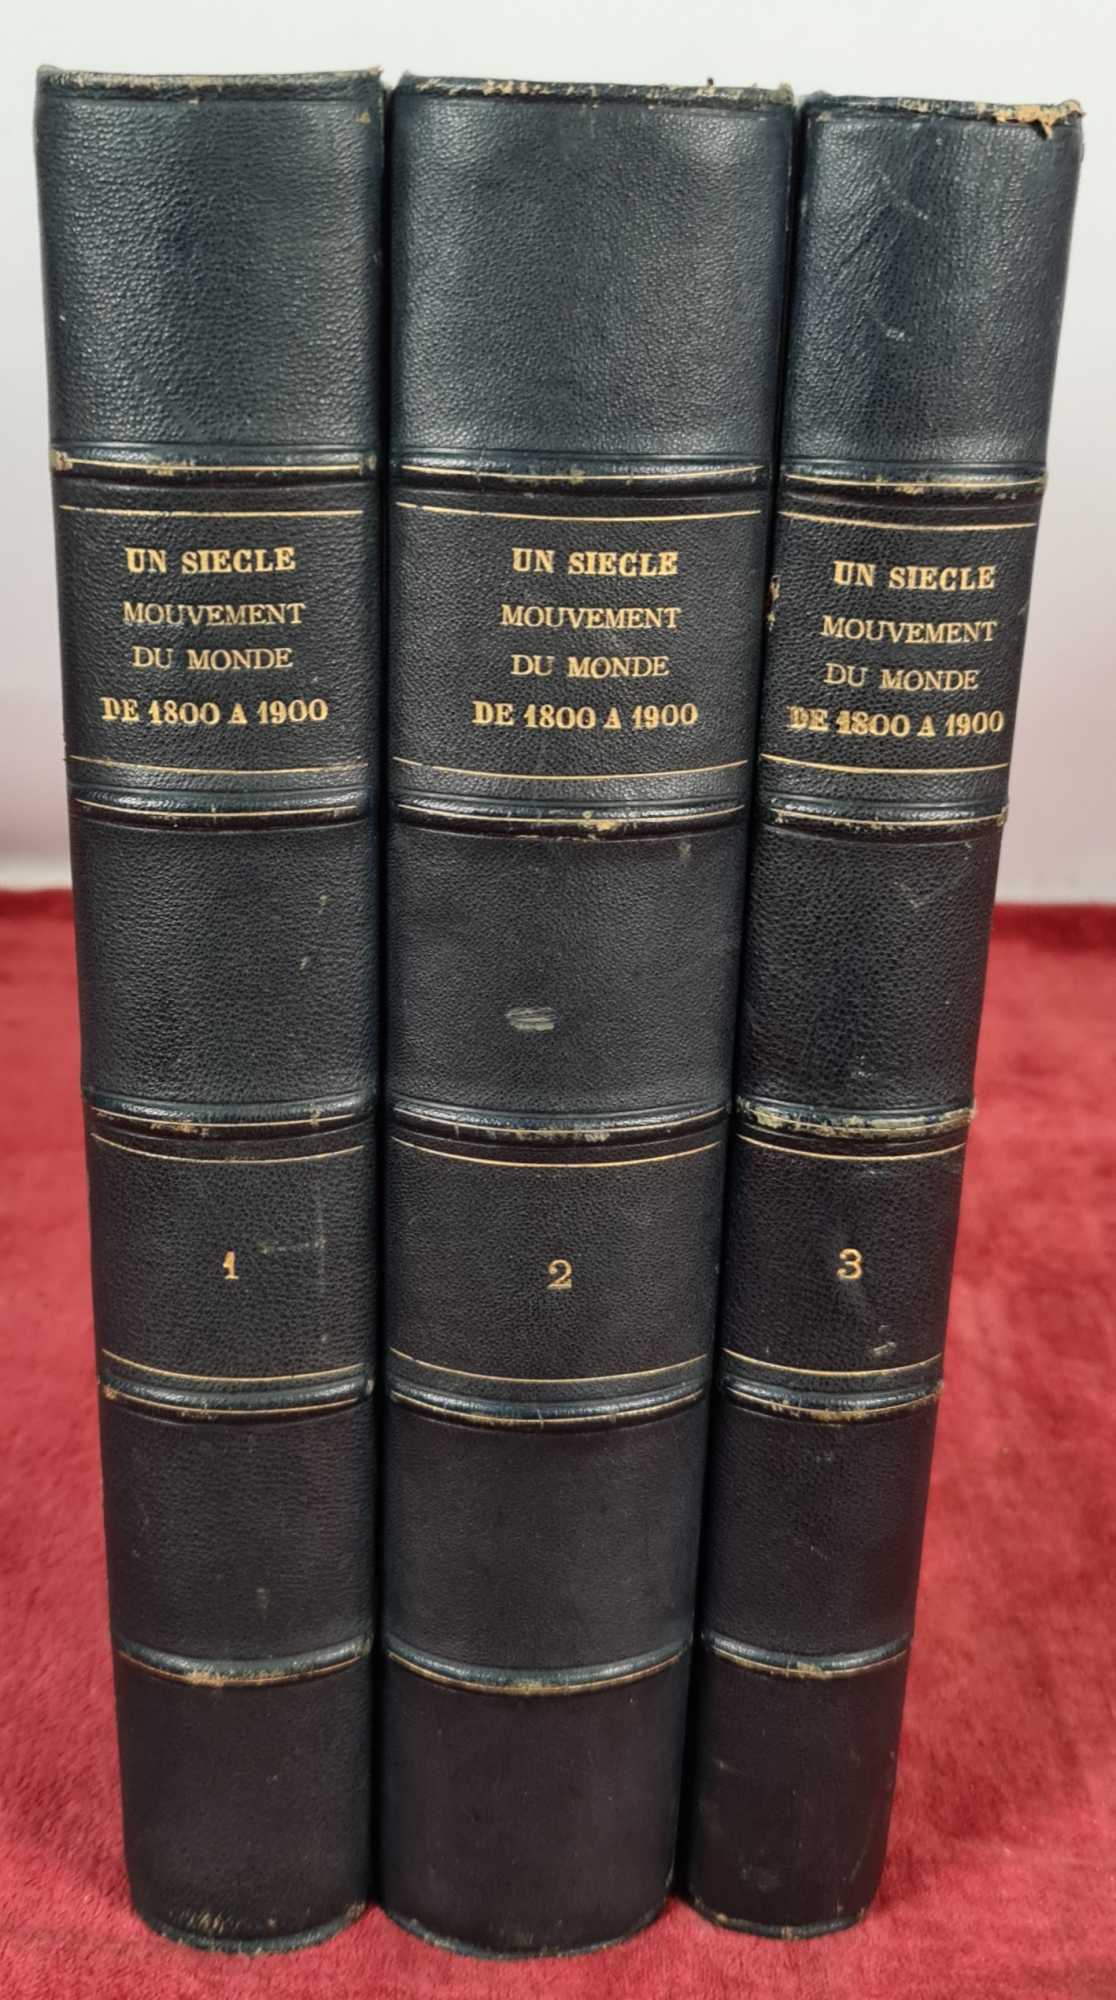 UN SIECLE
MOUVEMENT
DU MONDE
DE 1800 A 1900
1
UN SIECLE
MOUVEMENT
DU MONDE
DE 1800 A 1900
2
UN SIECLE
MOUVEMENT
DU MONDE
DE 1800 A 1900
3